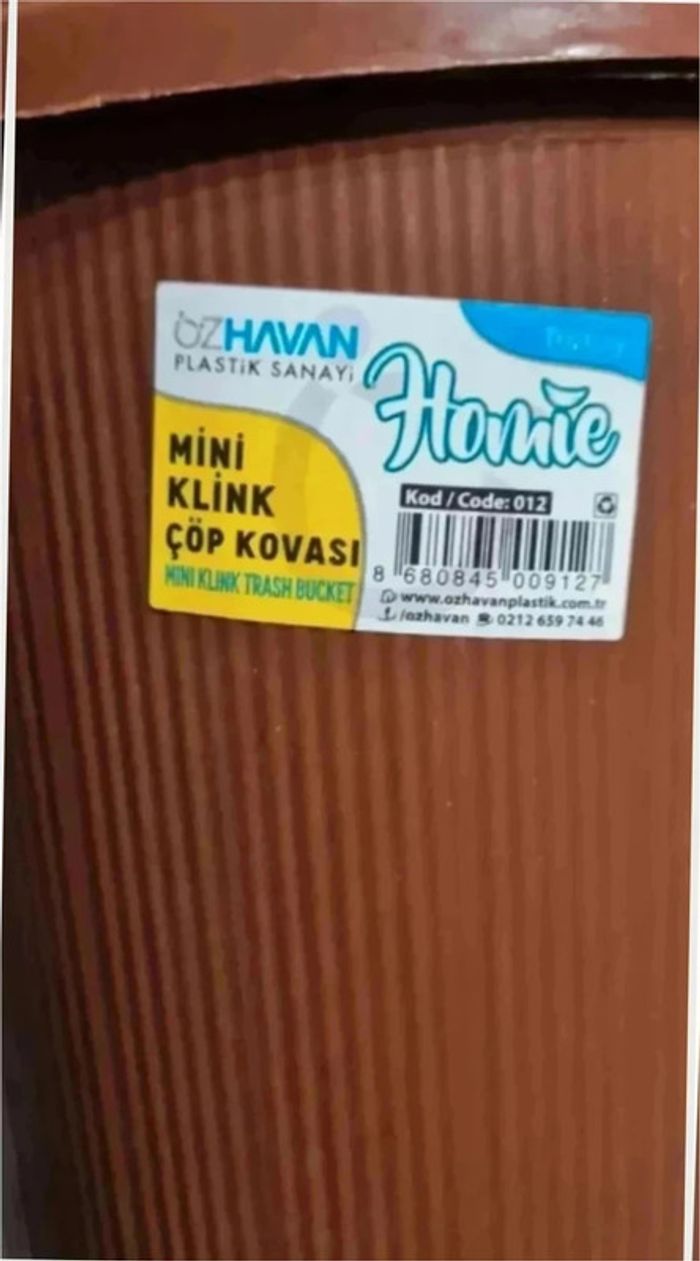 ÖZHAVAN
PLASTİK SANAYİ
Homie
MİNİ
KLİNK
ÇÖP KOVASI
MINI KLINK TRASH BUCKET
Kod / Code: 012
8 680845 009127
www.ozhavanplastik.com.tr
/ozhavan 0212 659 74 46